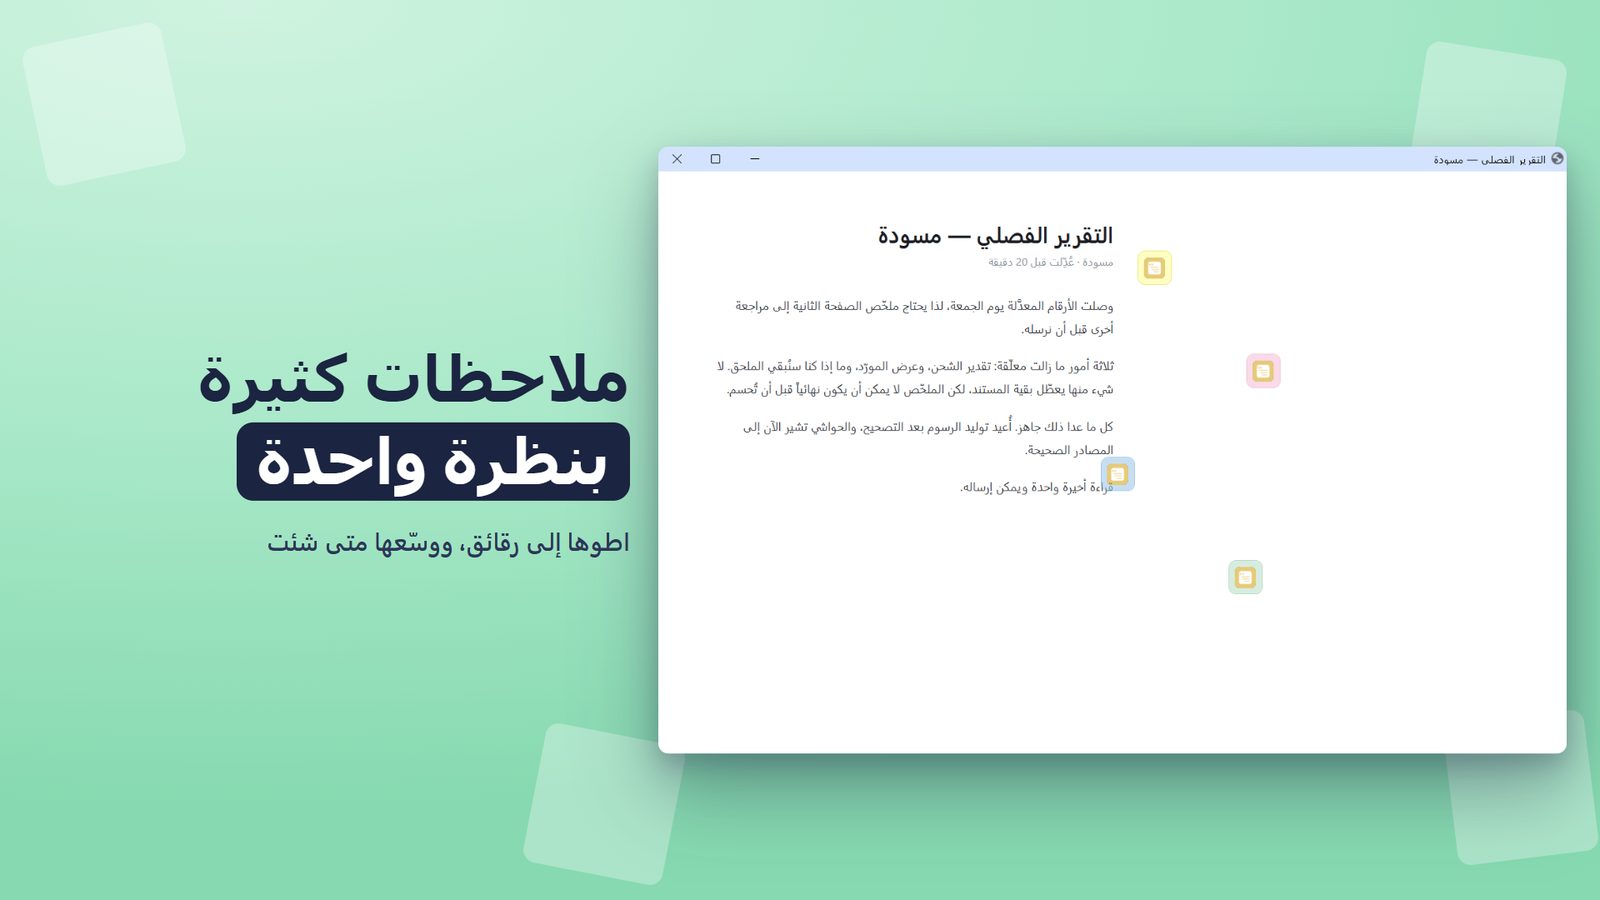 ملاحظات كثيرة
بنظرة واحدة
اطوها إلى رقائق، ووسّعها متى شئت
التقرير الفصلي — مسودة
التقرير الفصلي — مسودة
مسودة · عُدِّلت قبل 20 دقيقة
وصلت الأرقام المعدَّلة يوم الجمعة، لذا يحتاج ملخّص الصفحة الثانية إلى مراجعة
أخرى قبل أن نرسله.
ثلاثة أمور ما زالت معلّقة: تقدير الشحن، وعرض المورّد، وما إذا كنا سنُبقي الملحق. لا
شيء منها يعطّل بقية المستند، لكن الملخّص لا يمكن أن يكون نهائياً قبل أن تُحسم.
كل ما عدا ذلك جاهز. أُعيد توليد الرسوم بعد التصحيح، والحواشي تشير الآن إلى
المصادر الصحيحة.
قراءة أخيرة واحدة ويمكن إرساله.